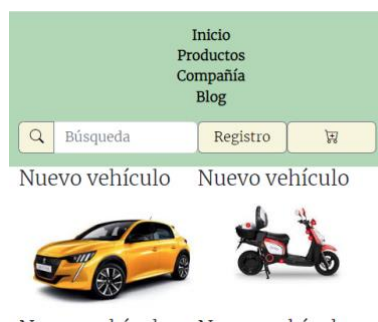 Inicio
Productos
Compañía
Blog
Búsqueda Registro
Nuevo vehículo Nuevo vehículo